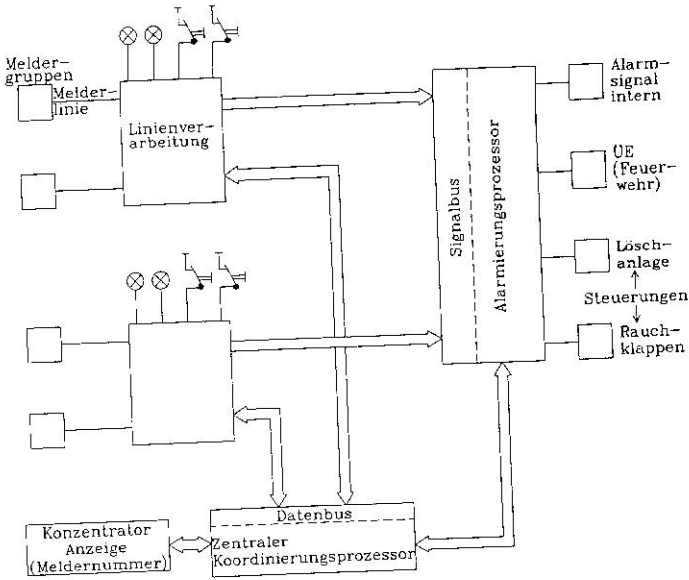 Melder-
gruppen
Melder-
linie
Linienver-
arbeitung
Signalbus
Alarmierungsprozessor
Alarm-
signal
intern
ÜE
(Feuer-
wehr)
Lösch-
anlage
Steuerungen
Rauch-
klappen
Datenbus
Zentraler
Koordinierungsprozessor
Konzentrator
Anzeige
(Meldernummer)